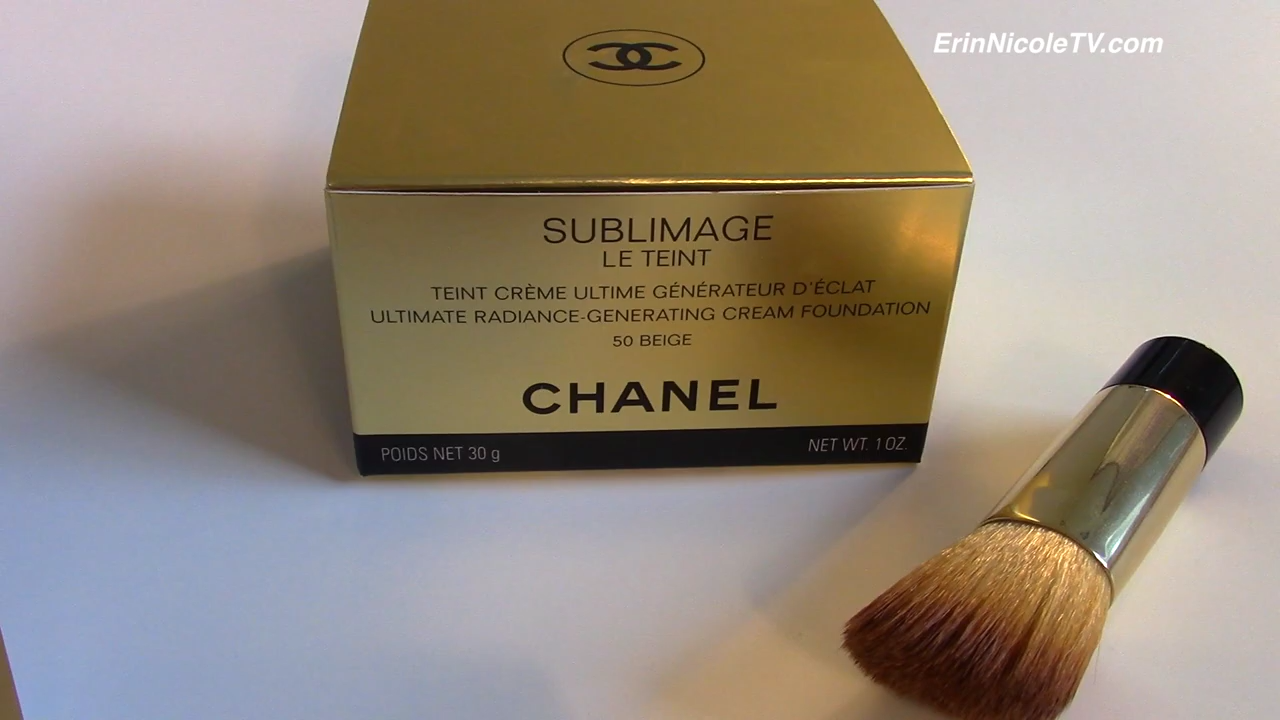 ErinNicoleTV.com
SUBLIMAGE
LE TEINT
TEINT CRÈME ULTIME GÉNÉRATEUR D'ÉCLAT
ULTIMATE RADIANCE-GENERATING CREAM FOUNDATION
50 BEIGE
CHANEL
POIDS NET 30 g
NET WT. 1 OZ.